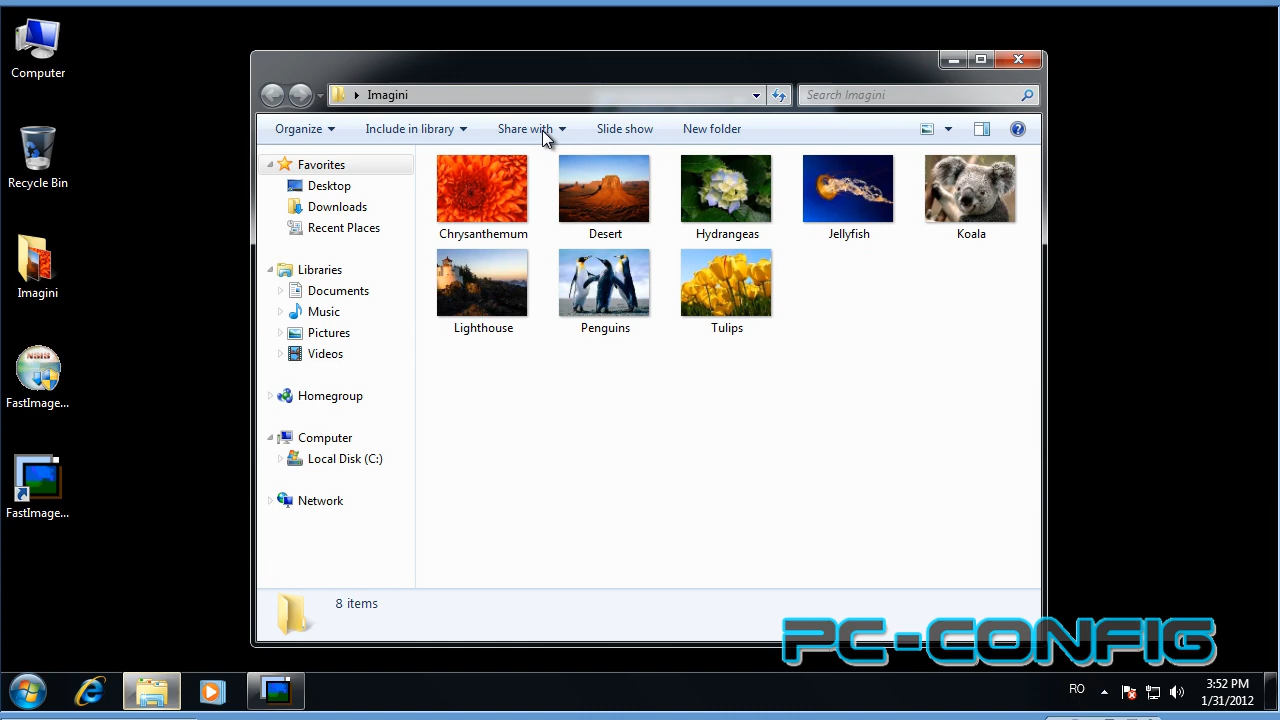 Computer
Recycle Bin
Imagini
FastImage...
FastImage...
Imagini
Search Imagini
Organize
Include in library
Share with
Slide show
New folder
Favorites
Desktop
Downloads
Recent Places
Libraries
Documents
Music
Pictures
Videos
Homegroup
Computer
Local Disk (C:)
Network
Chrysanthemum
Desert
Hydrangeas
Jellyfish
Koala
Lighthouse
Penguins
Tulips
8 items
PC-CONFIG
RO
3:52 PM
1/31/2012
NSIS